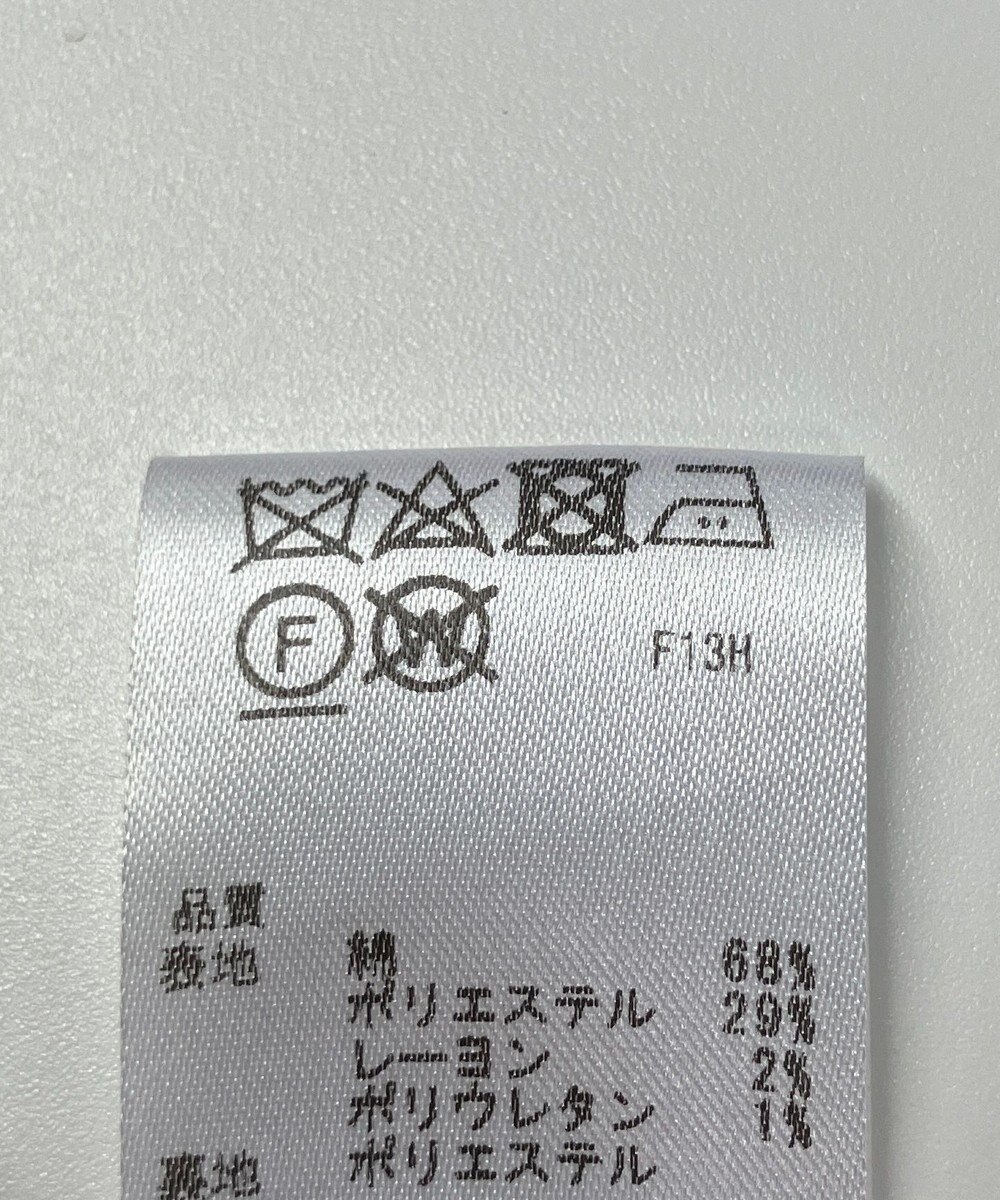 F
W
F13H
品質
表地 綿 68%
ポリエステル 29%
レーヨン 2%
ポリウレタン 1%
裏地 ポリエステル